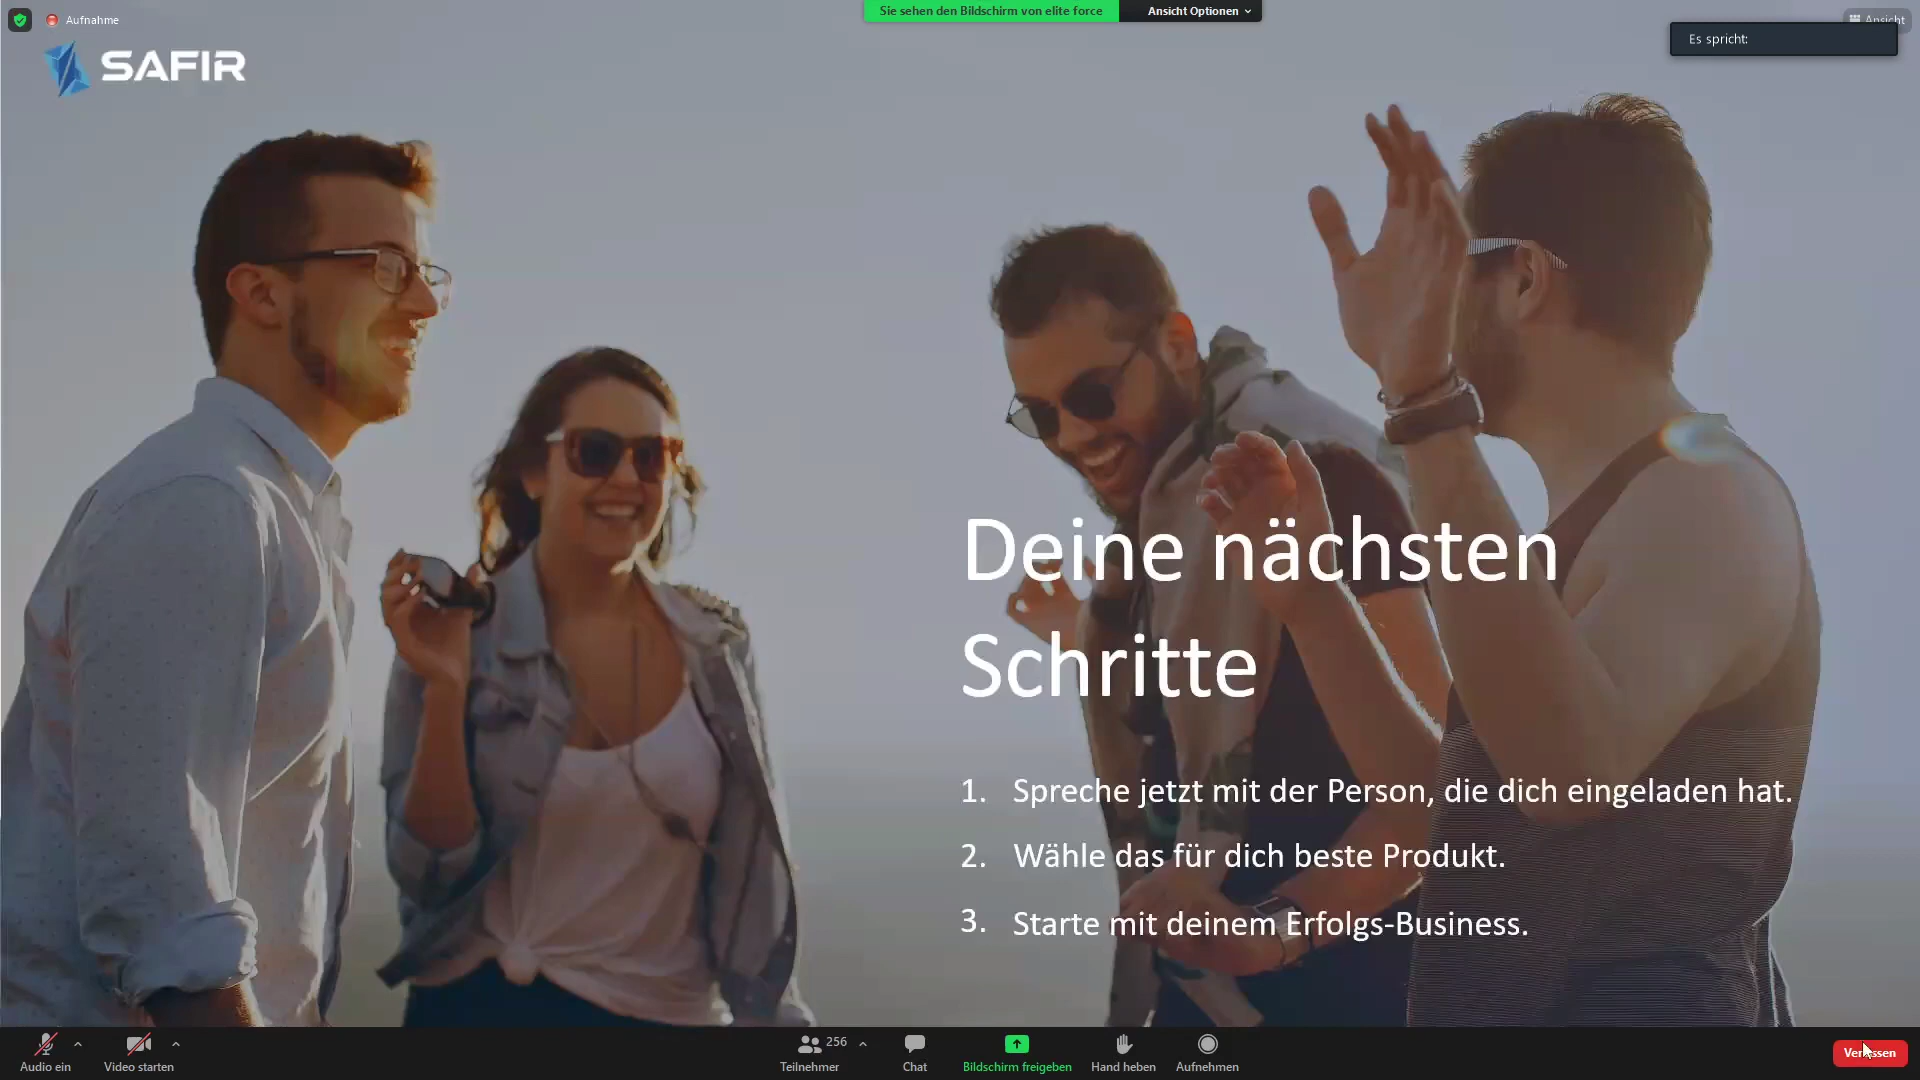 Aufnahme
Sie sehen den Bildschirm von elite force
Ansicht Optionen
Ansicht
Es spricht:
SAFIR
Deine nächsten
Schritte
1. Spreche jetzt mit der Person, die dich eingeladen hat.
2. Wähle das für dich beste Produkt.
3. Starte mit deinem Erfolgs-Business.
Audio ein
Video starten
256
Teilnehmer
Chat
Bildschirm freigeben
Hand heben
Aufnehmen
Verlassen